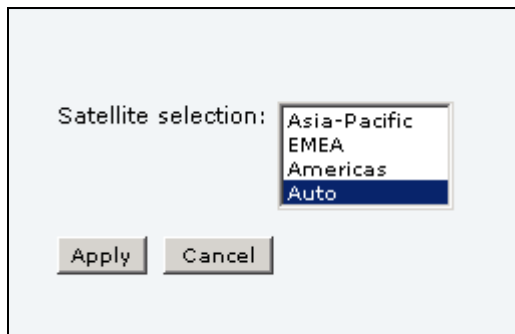 Satellite selection:
Asia-Pacific
EMEA
Americas
Auto
Apply Cancel